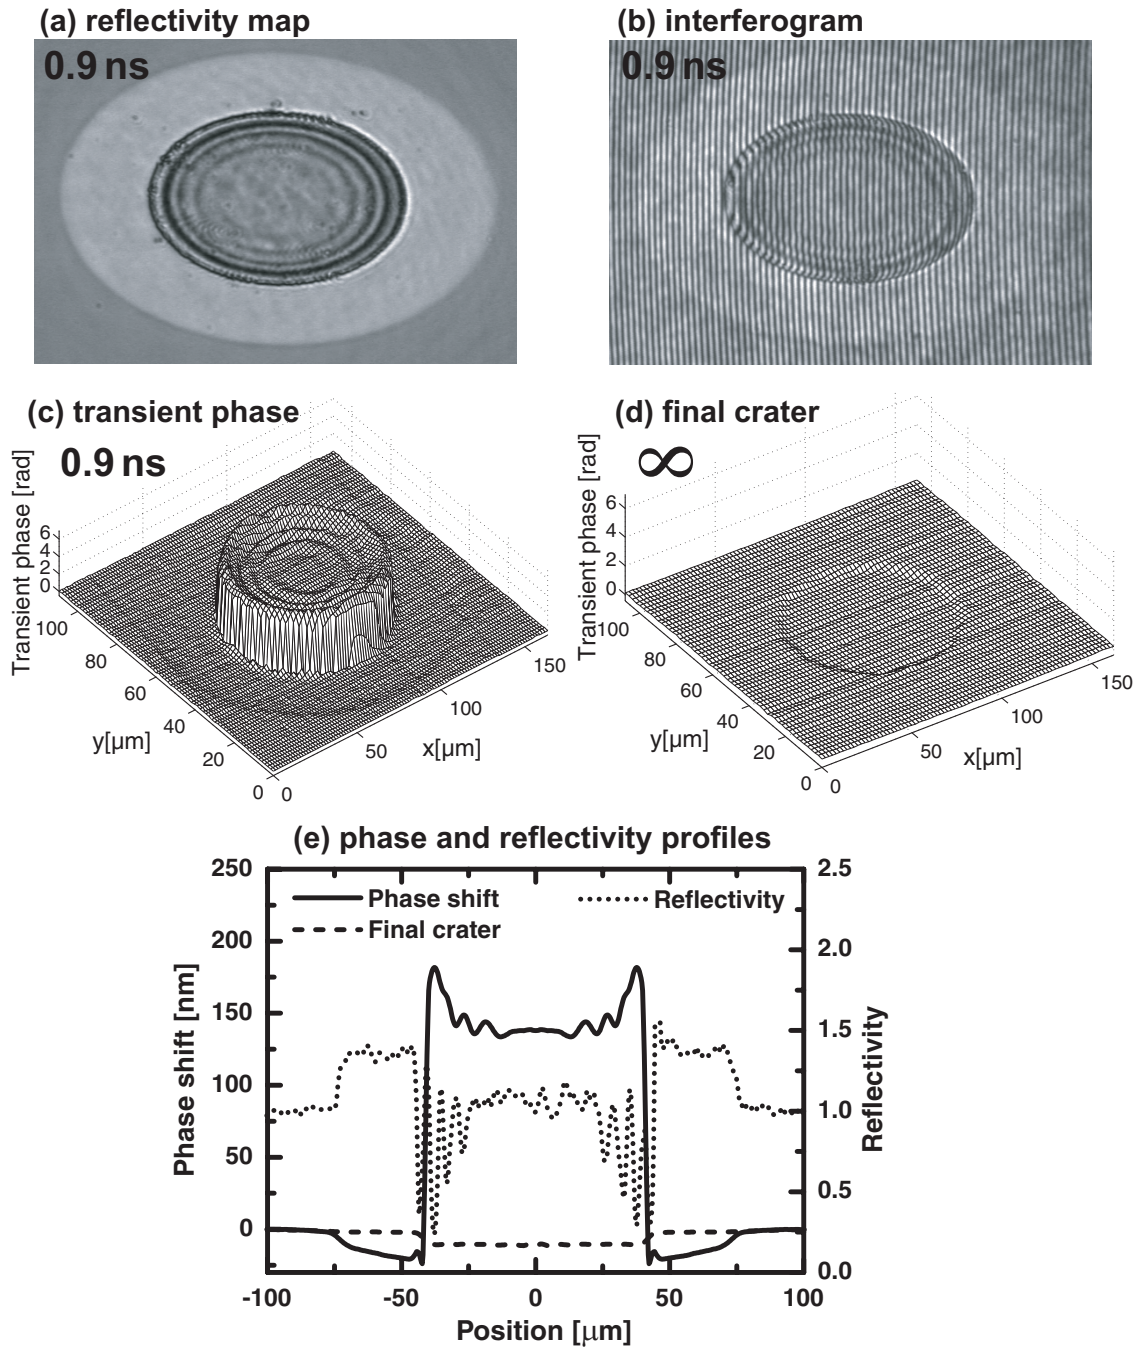 (a) reflectivity map
(b) interferogram
0.9 ns
0.9 ns
(c) transient phase
(d) final crater
0.9 ns
∞
Transient phase [rad]
6
4
2
0
100
80
60
40
20
0
y[µm]
0
50
100
150
x[µm]
Transient phase [rad]
6
4
2
0
100
80
60
40
20
0
y[µm]
0
50
100
150
x[µm]
(e) phase and reflectivity profiles
Phase shift
Reflectivity
Final crater
Phase shift [nm]
250
200
150
100
50
0
Reflectivity
2.5
2.0
1.5
1.0
0.5
0.0
-100
-50
0
50
100
Position [µm]